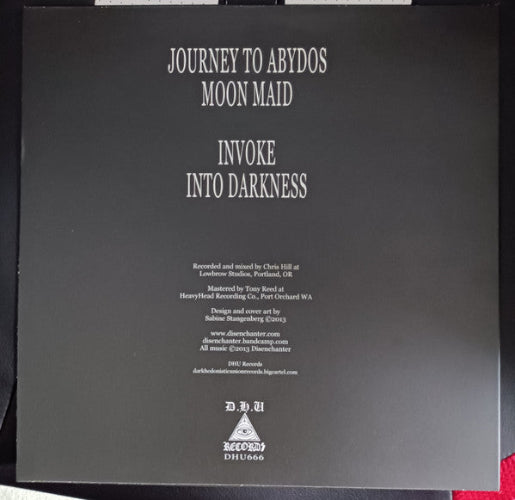 JOURNEY TO ABYDOS
MOON MAID
INVOKE
INTO DARKNESS
Recorded and mixed by Chris Hill at
Lowbrow Studios, Portland, OR
Mastered by Tony Reed at
HeavyHead Recording Co., Port Orchard WA
Design and cover art by
Sabine Stangenberg ©2013
www.disenchanter.com
disenchanter.bandcamp.com
All music ©2013 Disenchanter
DHU Records
darkhedonisticunionrecords.bigcartel.com
D.H.U
RECORDS
DHU666